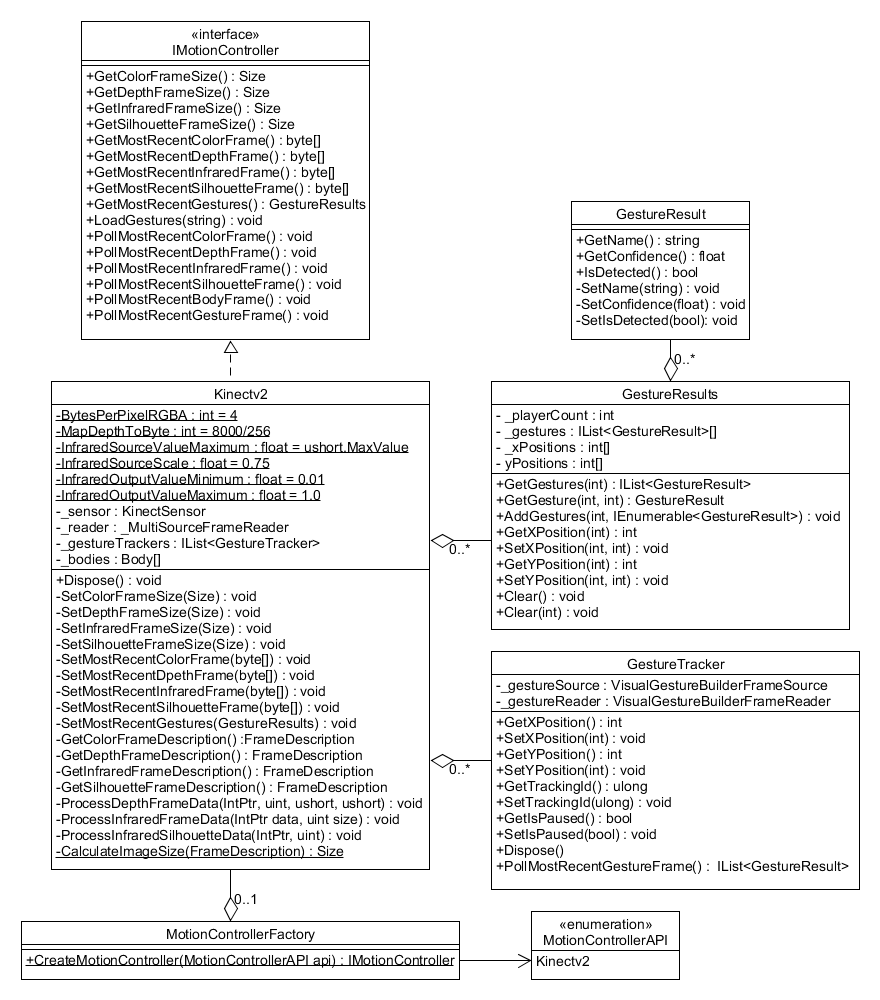 «interface»
IMotionController
+GetColorFrameSize() : Size
+GetDepthFrameSize() : Size
+GetInfraredFrameSize() : Size
+GetSilhouetteFrameSize() : Size
+GetMostRecentColorFrame() : byte[]
+GetMostRecentDepthFrame() : byte[]
+GetMostRecentInfraredFrame() : byte[]
+GetMostRecentSilhouetteFrame() : byte[]
+GetMostRecentGestures() : GestureResults
+LoadGestures(string) : void
+PollMostRecentColorFrame() : void
+PollMostRecentDepthFrame() : void
+PollMostRecentInfraredFrame() : void
+PollMostRecentSilhouetteFrame() : void
+PollMostRecentBodyFrame() : void
+PollMostRecentGestureFrame() : void
GestureResult
+GetName() : string
+GetConfidence() : float
+IsDetected() : bool
-SetName(string) : void
-SetConfidence(float) : void
-SetIsDetected(bool): void
0..*
Kinectv2
-BytesPerPixelRGBA : int = 4
-MapDepthToByte : int = 8000/256
-InfraredSourceValueMaximum : float = ushort.MaxValue
-InfraredSourceScale : float = 0.75
-InfraredOutputValueMinimum : float = 0.01
-InfraredOutputValueMaximum : float = 1.0
-_sensor : KinectSensor
-_reader : _MultiSourceFrameReader
-_gestureTrackers : IList<GestureTracker>
-_bodies : Body[]
+Dispose() : void
-SetColorFrameSize(Size) : void
-SetDepthFrameSize(Size) : void
-SetInfraredFrameSize(Size) : void
-SetSilhouetteFrameSize(Size) : void
-SetMostRecentColorFrame(byte[]) : void
-SetMostRecentDpethFrame(byte[]) : void
-SetMostRecentInfraredFrame(byte[]) : void
-SetMostRecentSilhouetteFrame(byte[]) : void
-SetMostRecentGestures(GestureResults) : void
-GetColorFrameDescription() :FrameDescription
-GetDepthFrameDescription() : FrameDescription
-GetInfraredFrameDescription() : FrameDescription
-GetSilhouetteFrameDescription() : FrameDescription
-ProcessDepthFrameData(IntPtr, uint, ushort, ushort) : void
-ProcessInfraredFrameData(IntPtr data, uint size) : void
-ProcessInfraredSilhouetteData(IntPtr, uint) : void
-CalculateImageSize(FrameDescription) : Size
GestureResults
- _playerCount : int
- _gestures : IList<GestureResult>[]
- _xPositions : int[]
- yPositions : int[]
+GetGestures(int) : IList<GestureResult>
+GetGesture(int, int) : GestureResult
+AddGestures(int, IEnumerable<GestureResult>) : void
+GetXPosition(int) : int
+SetXPosition(int, int) : void
+GetYPosition(int) : int
+SetYPosition(int, int) : void
+Clear() : void
+Clear(int) : void
0..*
GestureTracker
-_gestureSource : VisualGestureBuilderFrameSource
-_gestureReader : VisualGestureBuilderFrameReader
+GetXPosition() : int
+SetXPosition(int) : void
+GetYPosition() : int
+SetYPosition(int) : void
+GetTrackingId() : ulong
+SetTrackingId(ulong) : void
+GetIsPaused() : bool
+SetIsPaused(bool) : void
+Dispose()
+PollMostRecentGestureFrame() : IList<GestureResult>
0..*
0..1
MotionControllerFactory
+CreateMotionController(MotionControllerAPI api) : IMotionController
«enumeration»
MotionControllerAPI
Kinectv2